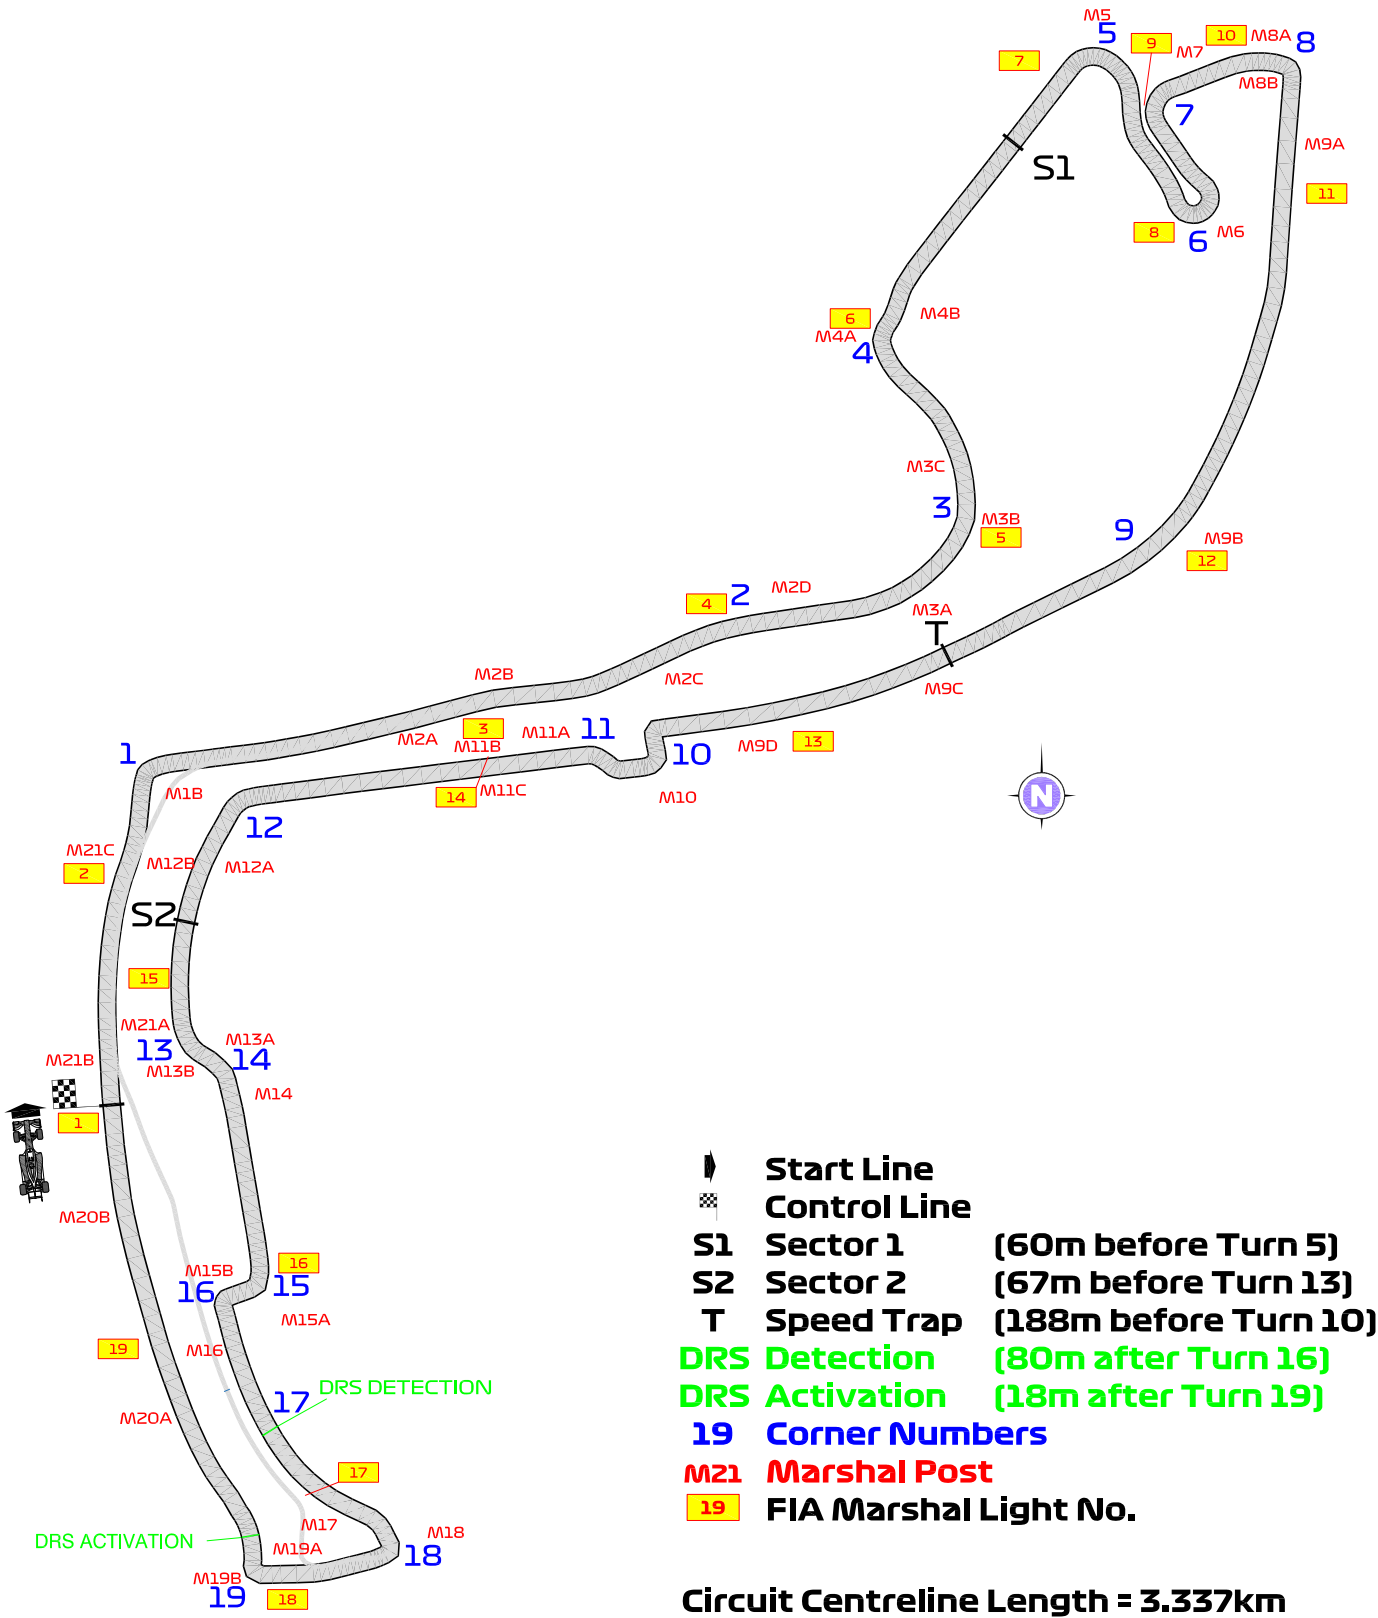 M5
5
9
10
M8A
8
7
M7
M8B
7
M9A
S1
11
8
6
M6
6
M4B
M4A
4
M3C
3
M3B
5
9
M9B
12
M2D
4
2
M3A
T
M2B
M2C
M9C
3
M11A
11
M2A
M11B
10
M9D
13
1
M11C
14
M10
N
M1B
12
M21C
2
M12B
M12A
S2
15
M21A
M13A
13
14
M21B
M13B
M14
1
M20B
16
M15B
16
15
M15A
19
M16
DRS DETECTION
17
M20A
17
M17
M18
DRS ACTIVATION
M19A
18
M19B
19
18
Start Line
Control Line
S1 Sector 1 (60m before Turn 5)
S2 Sector 2 (67m before Turn 13)
T Speed Trap (188m before Turn 10)
DRS Detection (80m after Turn 16)
DRS Activation (18m after Turn 19)
19 Corner Numbers
M21 Marshal Post
19 FIA Marshal Light No.
Circuit Centreline Length = 3.337km